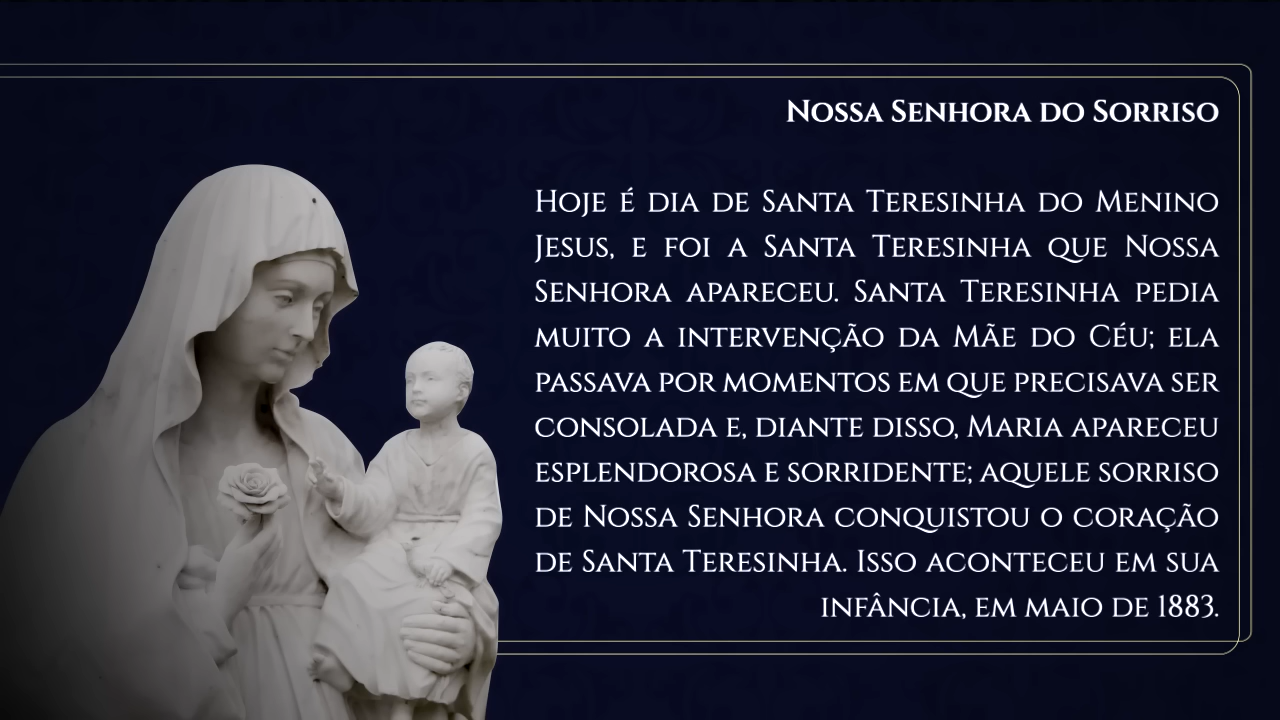 Nossa Senhora do Sorriso
Hoje é dia de Santa Teresinha do Menino
Jesus, e foi a Santa Teresinha que Nossa
Senhora apareceu. Santa Teresinha pedia
muito a intervenção da Mãe do Céu; ela
passava por momentos em que precisava ser
consolada e, diante disso, Maria apareceu
esplendorosa e sorridente; aquele sorriso
de Nossa Senhora conquistou o coração
de Santa Teresinha. Isso aconteceu em sua
infância, em maio de 1883.